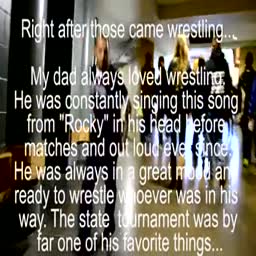 Right after those came wrestling...
My dad always loved wrestling.
He was constantly singing this song
from "Rocky" in his head before
matches and out loud ever since.
He was always in a great mood and
ready to wrestle whoever was in his
way. The state tournament was by
far one of his favorite things...